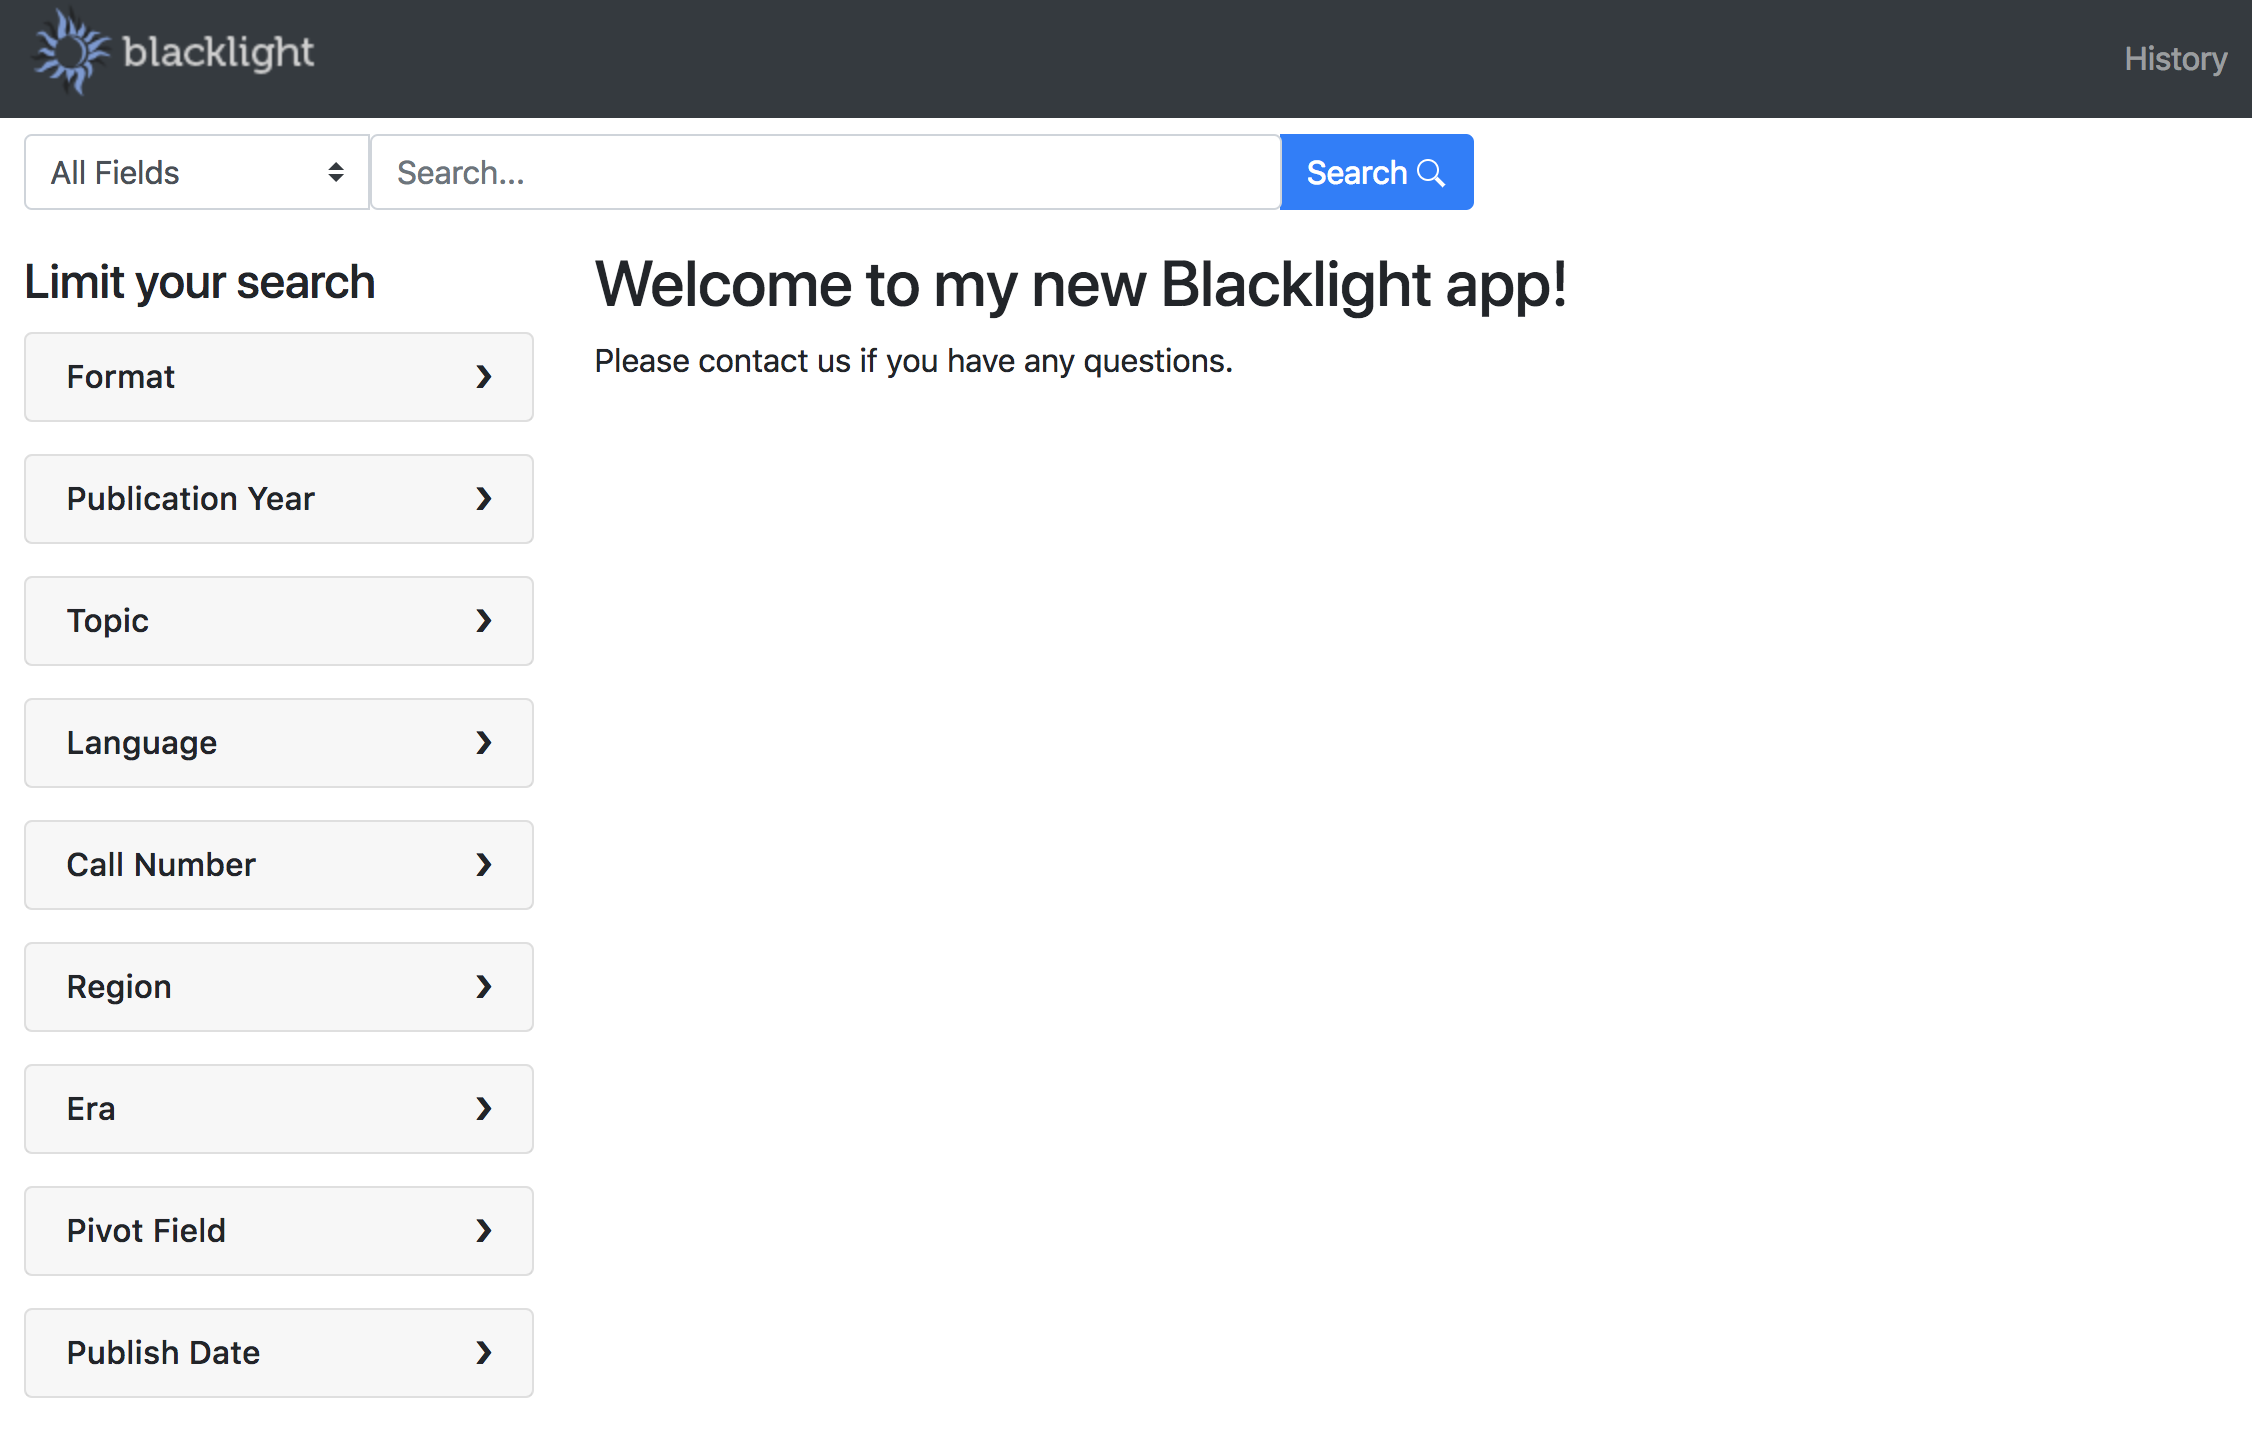 blacklight
History
All Fields
Search...
Search
Limit your search
Format
Publication Year
Topic
Language
Call Number
Region
Era
Pivot Field
Publish Date
Welcome to my new Blacklight app!
Please contact us if you have any questions.